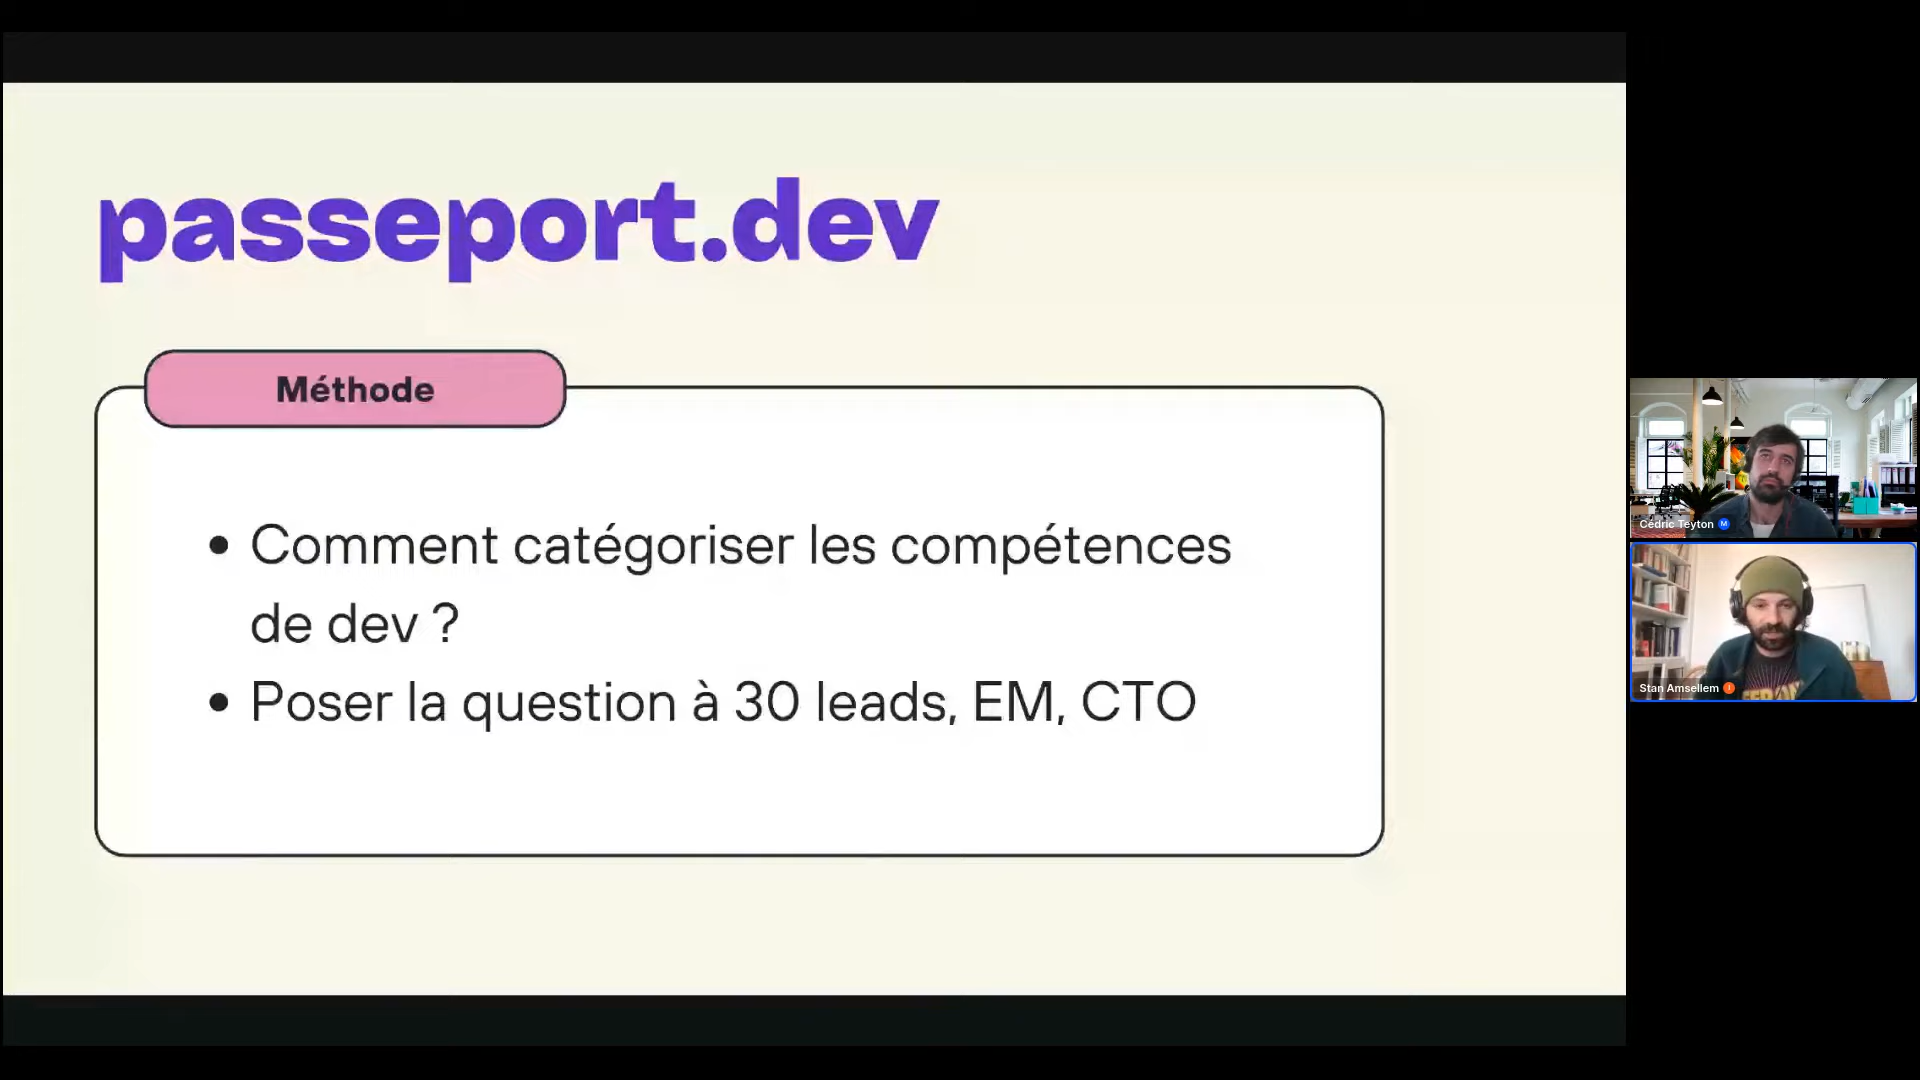 passeport.dev
Méthode
• Comment catégoriser les compétences
de dev ?
• Poser la question à 30 leads, EM, CTO
Cédric Teyton M
Stan Amsellem